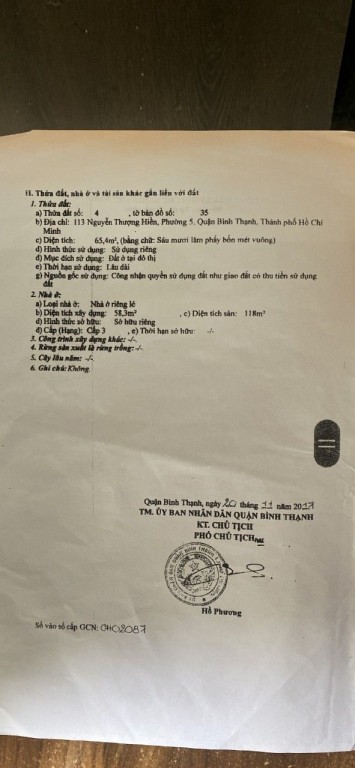 II. Thửa đất, nhà ở và tài sản khác gắn liền với đất
1. Thửa đất:
a) Thửa đất số: 4 , tờ bản đồ số: 35
b) Địa chỉ: 113 Nguyễn Thượng Hiền, Phường 5, Quận Bình Thạnh, Thành phố Hồ Chí
Minh
c) Diện tích: 65,4m², (bằng chữ: Sáu mươi lăm phẩy bốn mét vuông)
d) Hình thức sử dụng: Sử dụng riêng
đ) Mục đích sử dụng: Đất ở tại đô thị
e) Thời hạn sử dụng: Lâu dài
g) Nguồn gốc sử dụng: Công nhận quyền sử dụng đất như giao đất có thu tiền sử dụng
đất
2. Nhà ở:
a) Loại nhà ở: Nhà ở riêng lẻ
b) Diện tích xây dựng: 58,3m² , c) Diện tích sàn: 118m²
d) Hình thức sở hữu: Sở hữu riêng
đ) Cấp (Hạng): Cấp 3 , e) Thời hạn sở hữu: -/-
3. Công trình xây dựng khác: -/-
4. Rừng sản xuất là rừng trồng: -/-
5. Cây lâu năm: -/-
6. Ghi chú: Không.
Quận Bình Thạnh, ngày 20 tháng 11 năm 2017
TM. ỦY BAN NHÂN DÂN QUẬN BÌNH THẠNH
KT. CHỦ TỊCH
PHÓ CHỦ TỊCH
Hồ Phương
Số vào sổ cấp GCN: CH02087